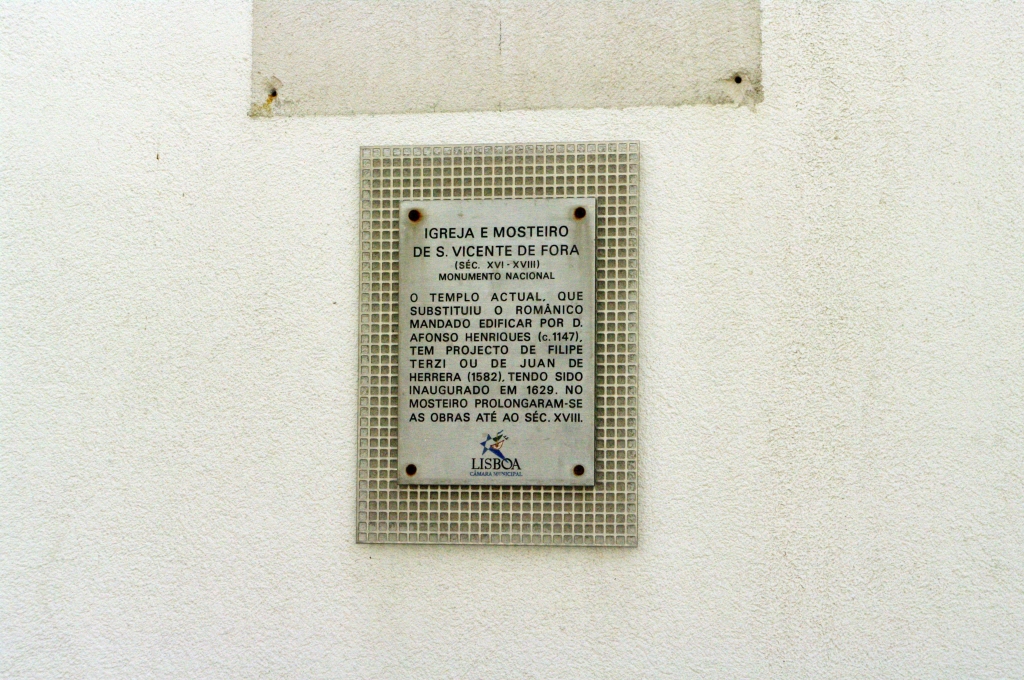 IGREJA E MOSTEIRO
DE S. VICENTE DE FORA
(SÉC. XVI - XVIII)
MONUMENTO NACIONAL
O TEMPLO ACTUAL, QUE
SUBSTITUIU O ROMÂNICO
MANDADO EDIFICAR POR D.
AFONSO HENRIQUES (c.1147),
TEM PROJECTO DE FILIPE
TERZI OU DE JUAN DE
HERRERA (1582), TENDO SIDO
INAUGURADO EM 1629. NO
MOSTEIRO PROLONGARAM-SE
AS OBRAS ATÉ AO SÉC. XVIII.
LISBOA
CÂMARA MUNICIPAL